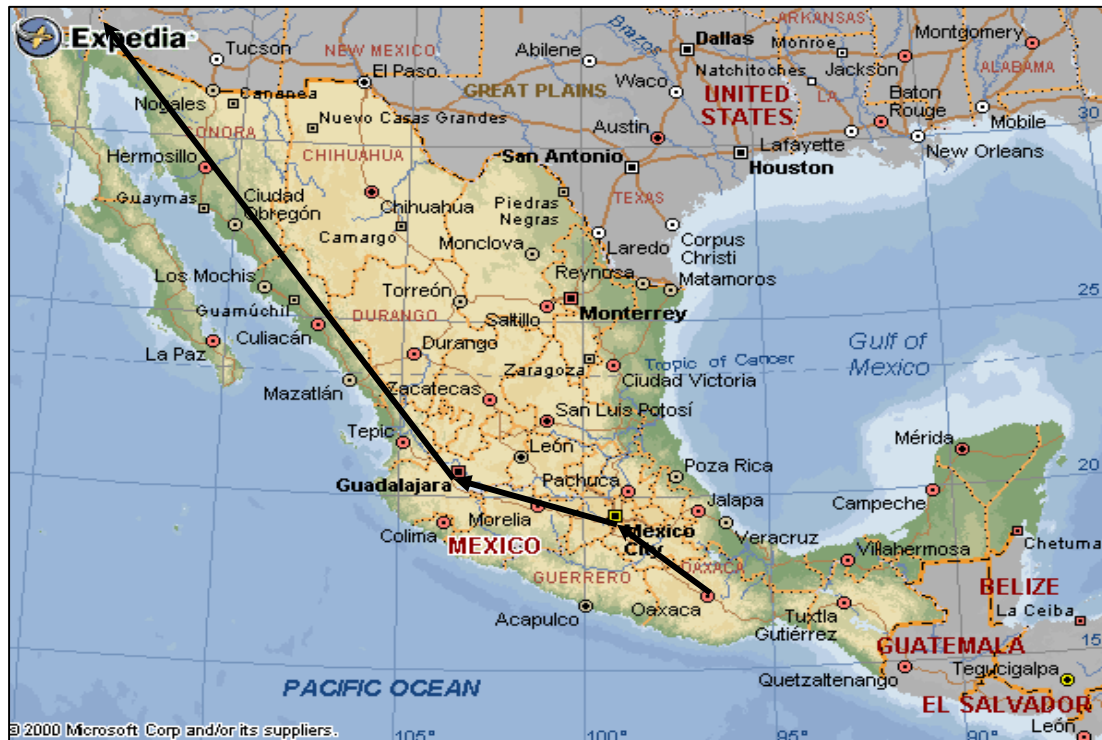 Expedia
Tucson
NEW MEXICO
El Paso
Abilene
Brazos
Dallas
ARKANSAS
Monroe
Montgomery
Natchitoches
Jackson
ALABAMA
GREAT PLAINS
Waco
UNITED
STATES
LA
Baton
Rouge
Mobile
Nogales
Cananea
Nuevo Casas Grandes
Austin
Lafayette
New Orleans
30
ONORA
CHIHUAHUA
San Antonio
Houston
Hermosillo
TEXAS
Guaymas
Ciudad
Obregón
Chihuahua
Piedras
Negras
Camargo
Monclova
Laredo
Corpus
Christi
Los Mochis
Reynosa
Matamoros
Guamúchil
Torreón
25
DURANGO
Saltillo
Monterrey
Culiacán
La Paz
Durango
Zaragoza
Tropic of Cancer
Gulf of
Mexico
Ciudad Victoria
Mazatlán
Zacatecas
San Luis Potosí
Tepic
León
Mérida
Poza Rica
20
Guadalajara
Pachuca
Campeche
Jalapa
Colima
Morelia
Mexico
City
Veracruz
Chetuma
MEXICO
Villahermosa
GUERRERO
OAXACA
BELIZE
Acapulco
Oaxaca
Tuxtla
Gutiérrez
La Ceiba
GUATEMALA
15
Quetzaltenango
Tegucigalpa
PACIFIC OCEAN
EL SALVADOR
León
© 2000 Microsoft Corp and/or its suppliers.
105°
100°
95°
90°